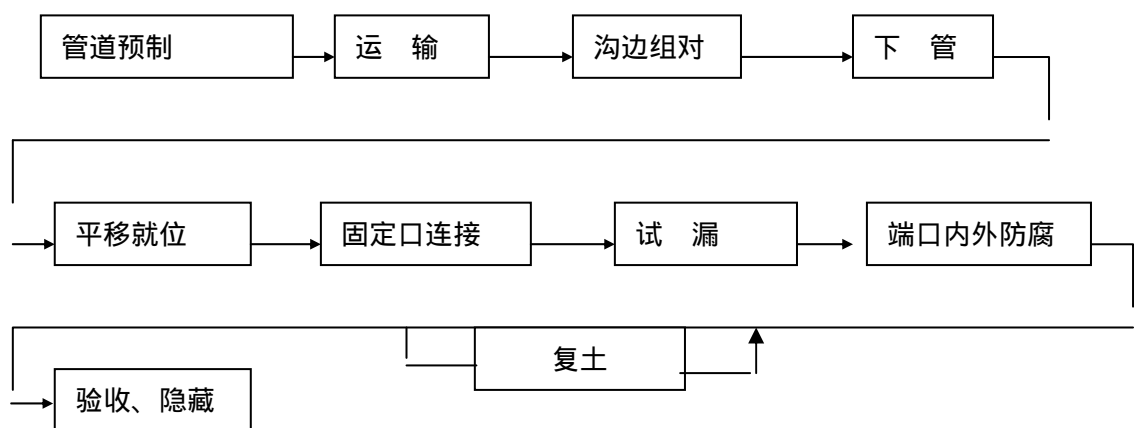 管道预制
运 输
沟边组对
下 管
平移就位
固定口连接
试 漏
端口内外防腐
复土
验收、隐藏